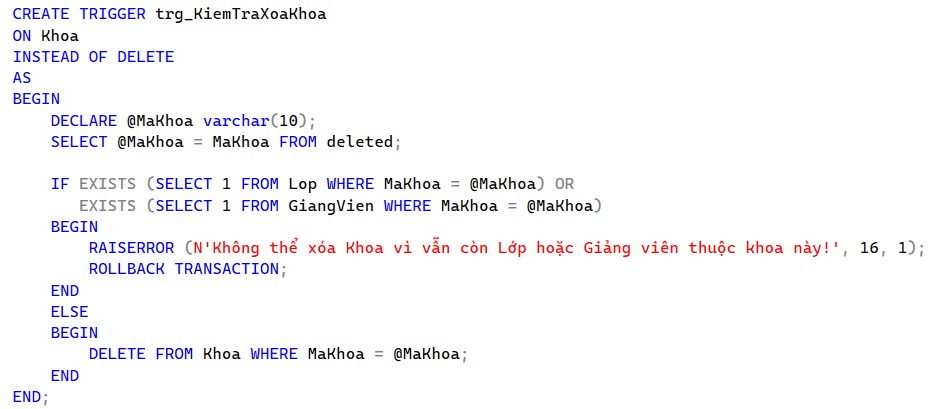 CREATE TRIGGER trg_KiemTraXoaKhoa
ON Khoa
INSTEAD OF DELETE
AS
BEGIN
    DECLARE @MaKhoa varchar(10);
    SELECT @MaKhoa = MaKhoa FROM deleted;

    IF EXISTS (SELECT 1 FROM Lop WHERE MaKhoa = @MaKhoa) OR
       EXISTS (SELECT 1 FROM GiangVien WHERE MaKhoa = @MaKhoa)
    BEGIN
        RAISERROR (N'Không thể xóa Khoa vì vẫn còn Lớp hoặc Giảng viên thuộc khoa này!', 16, 1);
        ROLLBACK TRANSACTION;
    END
    ELSE
    BEGIN
        DELETE FROM Khoa WHERE MaKhoa = @MaKhoa;
    END
END;